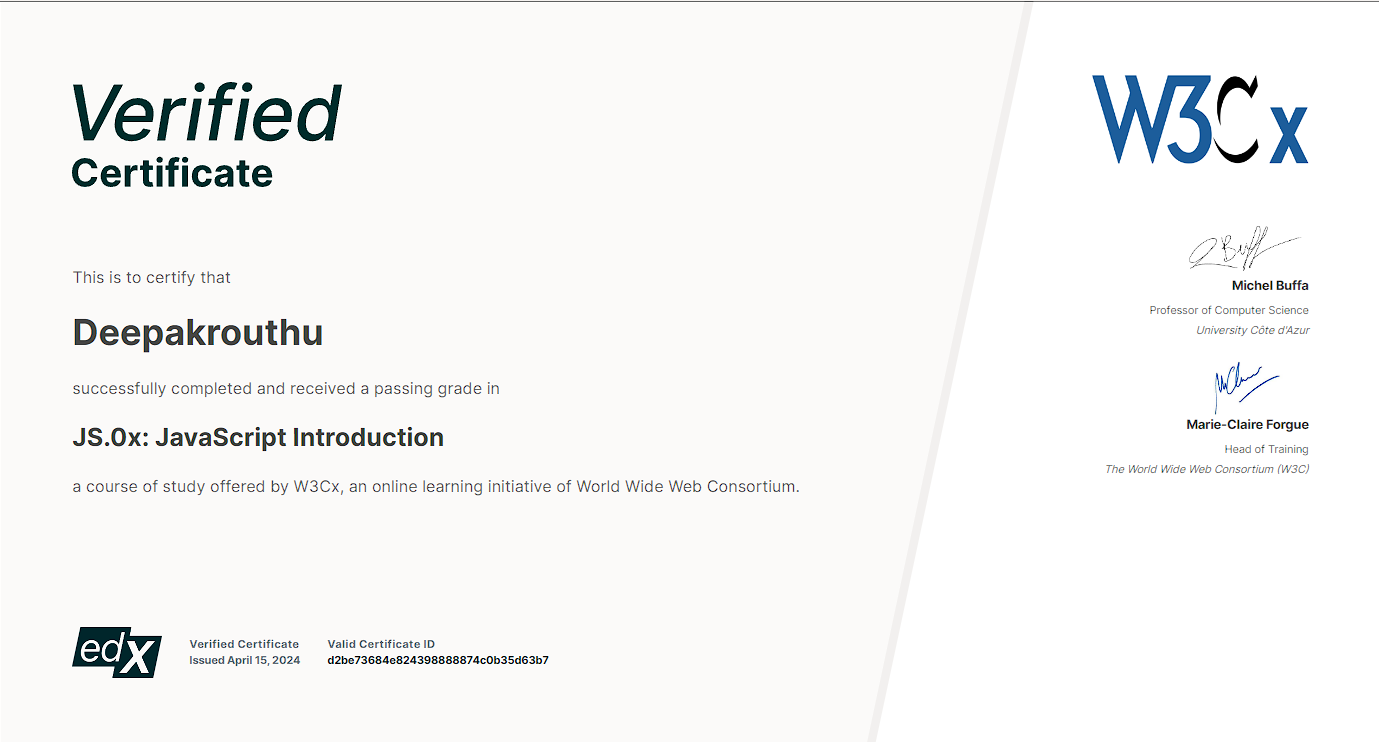 Verified
Certificate
This is to certify that
Deepakrouthu
successfully completed and received a passing grade in
JS.0x: JavaScript Introduction
a course of study offered by W3Cx, an online learning initiative of World Wide Web Consortium.
edX
Verified Certificate
Issued April 15, 2024
Valid Certificate ID
d2be73684e824398888874c0b35d63b7
W3Cx
Michel Buffa
Professor of Computer Science
University Côte d'Azur
Marie-Claire Forgue
Head of Training
The World Wide Web Consortium (W3C)